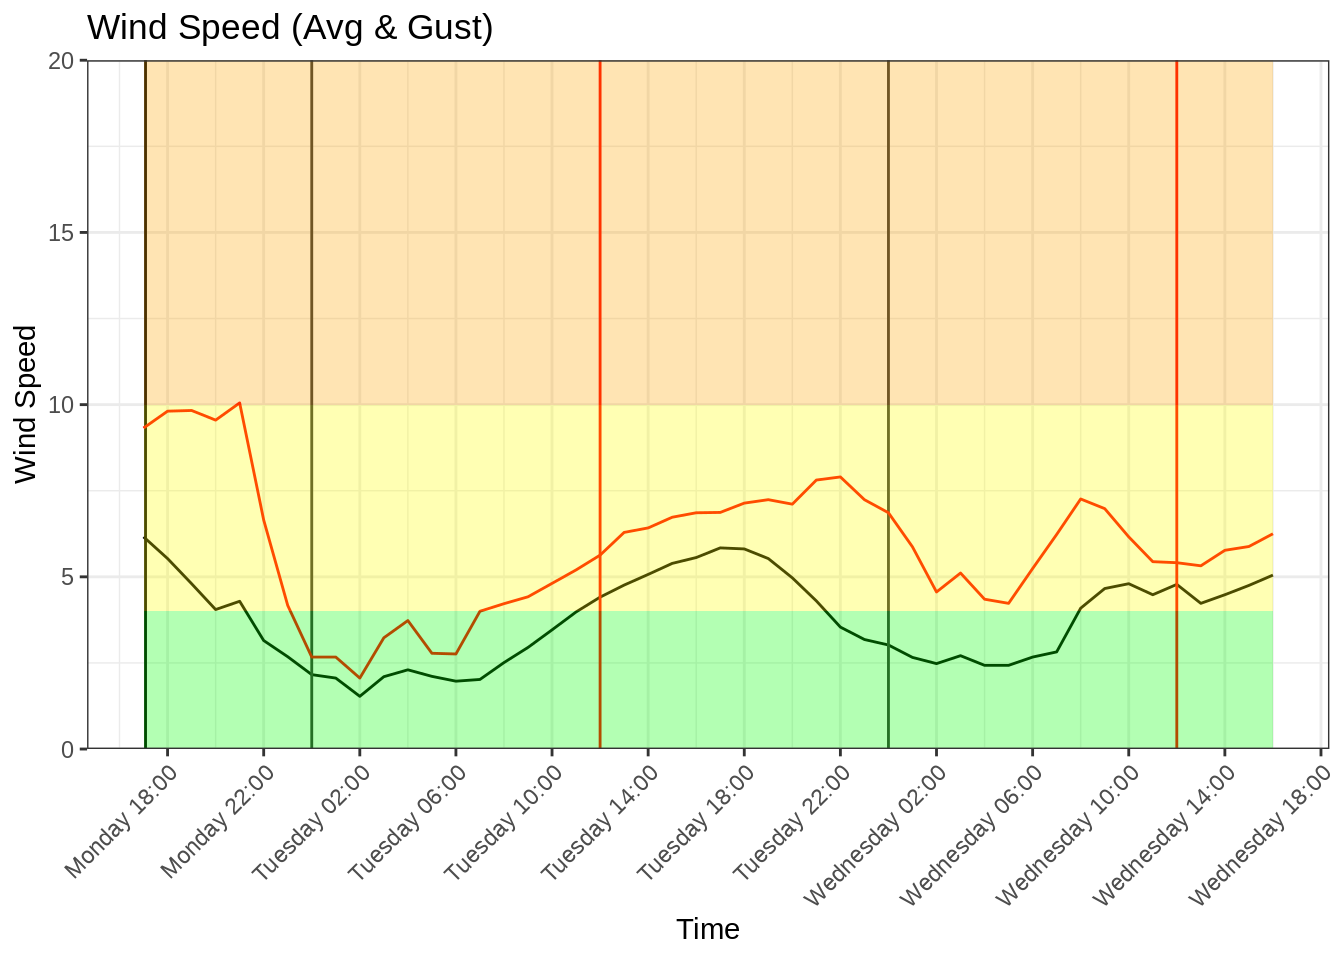 Wind Speed (Avg & Gust)
20
15
10
5
0
Wind Speed
Monday 18:00
Monday 22:00
Tuesday 02:00
Tuesday 06:00
Tuesday 10:00
Tuesday 14:00
Tuesday 18:00
Tuesday 22:00
Wednesday 02:00
Wednesday 06:00
Wednesday 10:00
Wednesday 14:00
Wednesday 18:00
Time